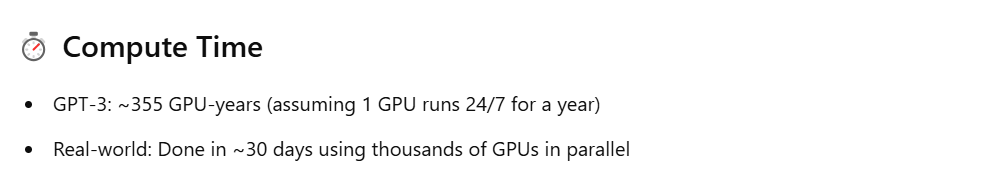 ⏱️ Compute Time
• GPT-3: ~355 GPU-years (assuming 1 GPU runs 24/7 for a year)
• Real-world: Done in ~30 days using thousands of GPUs in parallel